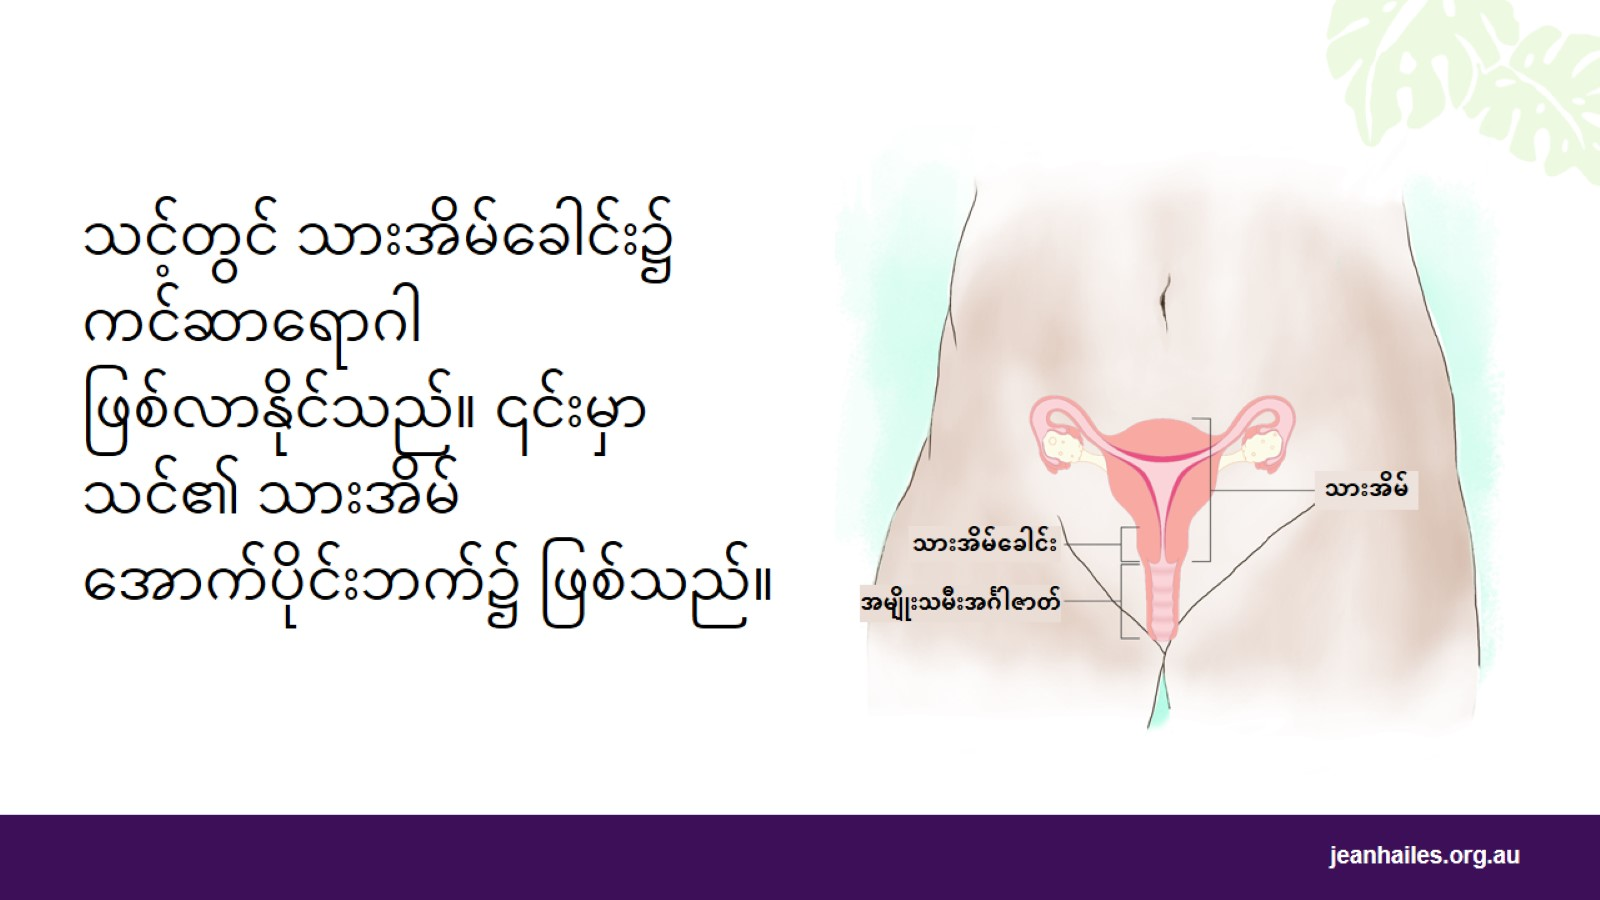 သင့်တွင် သားအိမ်ခေါင်း၌
ကင်ဆာရောဂါ
ဖြစ်လာနိုင်သည်။ ၎င်းမှာ
သင်၏ သားအိမ်
အောက်ပိုင်းဘက်၌ ဖြစ်သည်။
သားအိမ်
သားအိမ်ခေါင်း
အမျိုးသမီးအင်္ဂါဇာတ်
jeanhailes.org.au